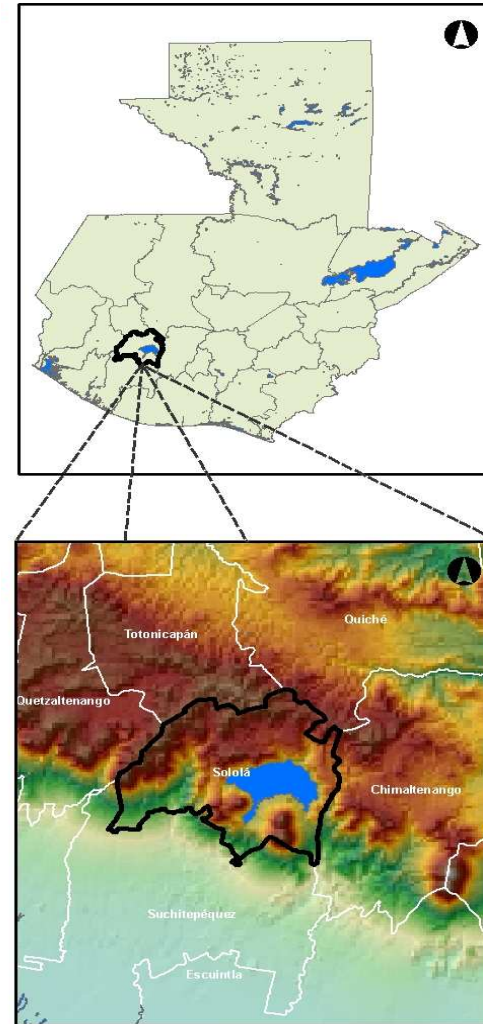 Totonicapán
Quiché
Quetzaltenango
Sololá
Chimaltenango
Suchitepéquez
Escuintla